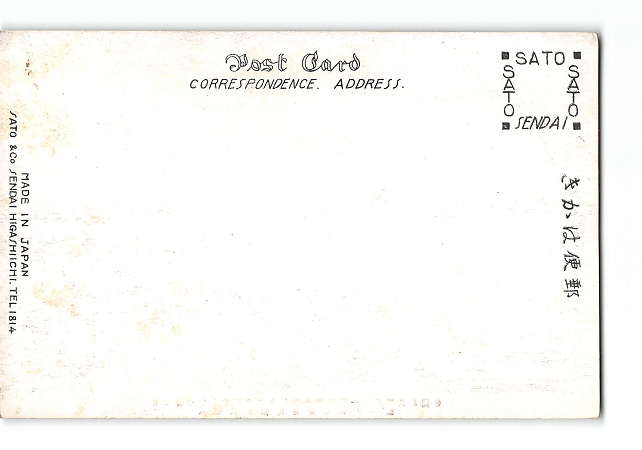 Post Card
CORRESPONDENCE. ADDRESS.
SATO
SATO
SATO
SENDAI
きかは便郵
MADE IN JAPAN
SATO & Co SENDAI HIGASHIICHI. TEL 1814